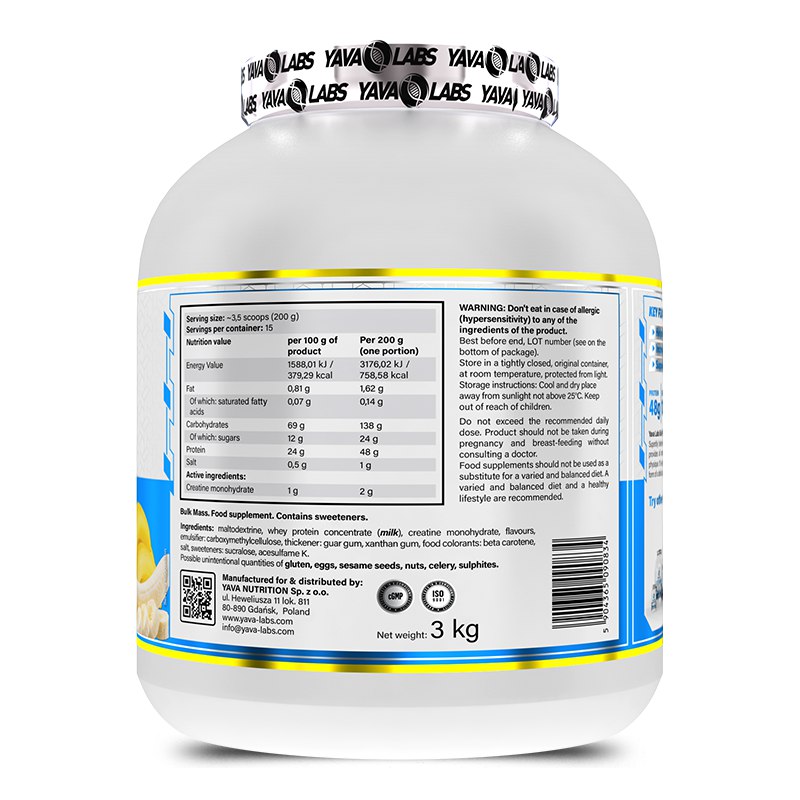 YAVA LABS YAVA LABS YAVA LABS
LABS YAVA LABS YAVA LABS YAVA YAVA
Serving size: ~3,5 scoops (200 g)
Servings per container: 15
Nutrition value per 100 g of product Per 200 g (one portion)
Energy Value 1588,01 kJ / 379,29 kcal 3176,02 kJ / 758,58 kcal
Fat 0,81 g 1,62 g
Of which: saturated fatty acids 0,07 g 0,14 g
Carbohydrates 69 g 138 g
Of which: sugars 12 g 24 g
Protein 24 g 48 g
Salt 0,5 g 1 g
Active ingredients:
Creatine monohydrate 1 g 2 g
WARNING: Don't eat in case of allergic
(hypersensitivity) to any of the
ingredients of the product.
Best before end, LOT number (see on the
bottom of package).
Store in a tightly closed, original container,
at room temperature, protected from light.
Storage instructions: Cool and dry place
away from sunlight not above 25°C. Keep
out of reach of children.
Do not exceed the recommended daily
dose. Product should not be taken during
pregnancy and breast-feeding without
consulting a doctor.
Food supplements should not be used as a
substitute for a varied and balanced diet. A
varied and balanced diet and a healthy
lifestyle are recommended.
Bulk Mass. Food supplement. Contains sweeteners.
Ingredients: maltodextrine, whey protein concentrate (milk), creatine monohydrate, flavours,
emulsifier: carboxymethylcellulose, thickener: guar gum, xanthan gum, food colorants: beta carotene,
salt, sweeteners: sucralose, acesulfame K.
Possible unintentional quantities of gluten, eggs, sesame seeds, nuts, celery, sulphites.
Manufactured for & distributed by:
YAVA NUTRITION Sp. z o.o.
ul. Heweliusza 11 lok. 811
80-890 Gdańsk, Poland
www.yava-labs.com
info@yava-labs.com
cGMP
ISO
Net weight: 3 kg
5 904365 090834
KEY
48g
Try